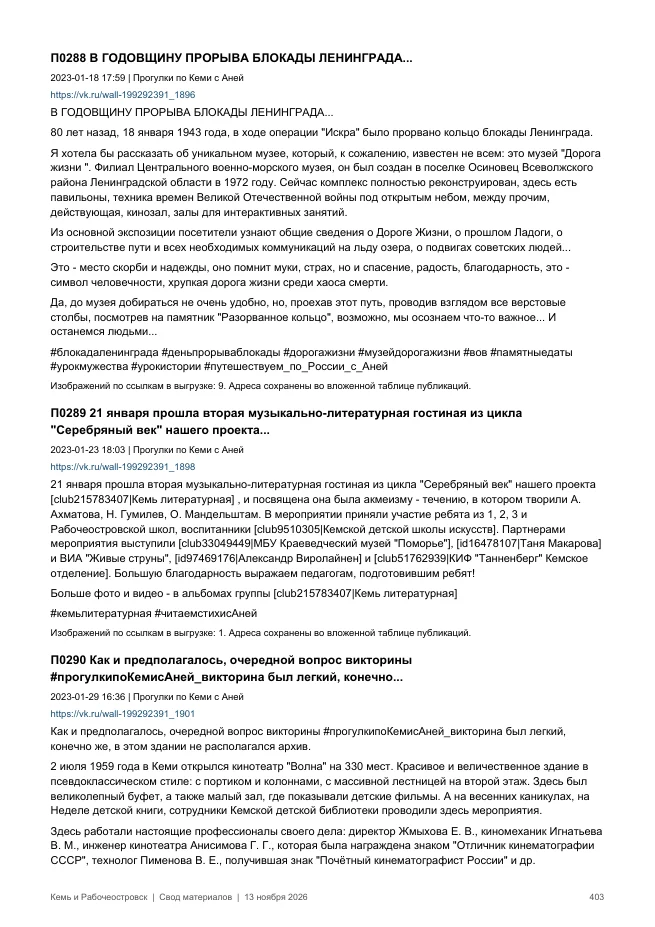 П0288 В ГОДОВЩИНУ ПРОРЫВА БЛОКАДЫ ЛЕНИНГРАДА...
2023-01-18 17:59 | Прогулки по Кеми с Аней
https://vk.ru/wall-199292391_1896
В ГОДОВЩИНУ ПРОРЫВА БЛОКАДЫ ЛЕНИНГРАДА...
80 лет назад, 18 января 1943 года, в ходе операции "Искра" было прорвано кольцо блокады Ленинграда.
Я хотела бы рассказать об уникальном музее, который, к сожалению, известен не всем: это музей "Дорога
жизни ". Филиал Центрального военно-морского музея, он был создан в поселке Осиновец Всеволжского
района Ленинградской области в 1972 году. Сейчас комплекс полностью реконструирован, здесь есть
павильоны, техника времен Великой Отечественной войны под открытым небом, между прочим,
действующая, кинозал, залы для интерактивных занятий.
Из основной экспозиции посетители узнают общие сведения о Дороге Жизни, о прошлом Ладоги, о
строительстве пути и всех необходимых коммуникаций на льду озера, о подвигах советских людей...
Это - место скорби и надежды, оно помнит муки, страх, но и спасение, радость, благодарность, это -
символ человечности, хрупкая дорога жизни среди хаоса смерти.
Да, до музея добираться не очень удобно, но, проехав этот путь, проводив взглядом все верстовые
столбы, посмотрев на памятник "Разорванное кольцо", возможно, мы осознаем что-то важное... И
останемся людьми...
#блокадаленинграда #деньпрорываблокады #дорогажизни #музейдорогажизни #вов #памятныедаты
#урокмужества #урокистории #путешествуем_по_России_с_Аней
Изображений по ссылкам в выгрузке: 9. Адреса сохранены во вложенной таблице публикаций.
П0289 21 января прошла вторая музыкально-литературная гостиная из цикла
"Серебряный век" нашего проекта...
2023-01-23 18:03 | Прогулки по Кеми с Аней
https://vk.ru/wall-199292391_1898
21 января прошла вторая музыкально-литературная гостиная из цикла "Серебряный век" нашего проекта
[club215783407|Кемь литературная] , и посвящена она была акмеизму - течению, в котором творили А.
Ахматова, Н. Гумилев, О. Мандельштам. В мероприятии приняли участие ребята из 1, 2, 3 и
Рабочеостровской школ, воспитанники [club9510305|Кемской детской школы искусств]. Партнерами
мероприятия выступили [club33049449|МБУ Краеведческий музей "Поморье"], [id16478107|Таня Макарова]
и ВИА "Живые струны", [id97469176|Александр Виролайнен] и [club51762939|КИФ "Танненберг" Кемское
отделение]. Большую благодарность выражаем педагогам, подготовившим ребят!
Больше фото и видео - в альбомах группы [club215783407|Кемь литературная]
#кемьлитературная #читаемстихисАней
Изображений по ссылкам в выгрузке: 1. Адреса сохранены во вложенной таблице публикаций.
П0290 Как и предполагалось, очередной вопрос викторины
#прогулкипоКемисАней_викторина был легкий, конечно...
2023-01-29 16:36 | Прогулки по Кеми с Аней
https://vk.ru/wall-199292391_1901
Как и предполагалось, очередной вопрос викторины #прогулкипоКемисАней_викторина был легкий,
конечно же, в этом здании не располагался архив.
2 июля 1959 года в Кеми открылся кинотеатр "Волна" на 330 мест. Красивое и величественное здание в
псевдоклассическом стиле: с портиком и колоннами, с массивной лестницей на второй этаж. Здесь был
великолепный буфет, а также малый зал, где показывали детские фильмы. А на весенних каникулах, на
Неделе детской книги, сотрудники Кемской детской библиотеки проводили здесь мероприятия.
Здесь работали настоящие профессионалы своего дела: директор Жмыхова Е. В., киномеханик Игнатьева
В. М., инженер кинотеатра Анисимова Г. Г., которая была награждена знаком "Отличник кинематографии
СССР", технолог Пименова В. Е., получившая знак "Почётный кинематографист России" и др.
Кемь и Рабочеостровск | Свод материалов | 13 ноября 2026
403